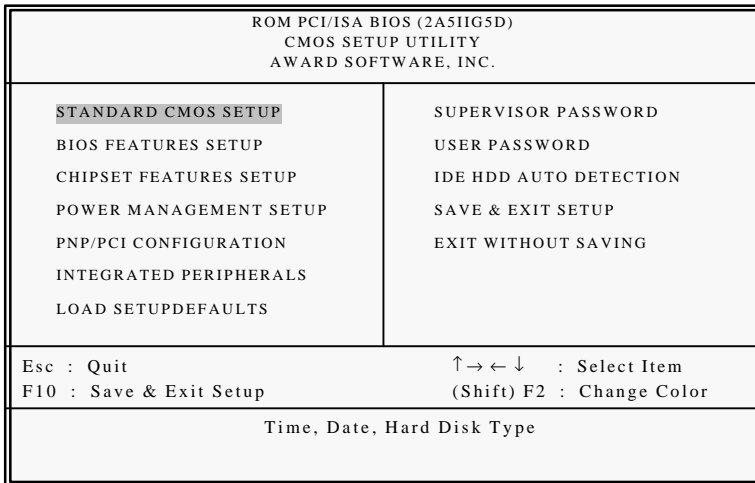 ROM PCI/ISA BIOS (2A5IIG5D)
CMOS SETUP UTILITY
AWARD SOFTWARE, INC.
STANDARD CMOS SETUP
BIOS FEATURES SETUP
CHIPSET FEATURES SETUP
POWER MANAGEMENT SETUP
PNP/PCI CONFIGURATION
INTEGRATED PERIPHERALS
LOAD SETUPDEFAULTS
SUPERVISOR PASSWORD
USER PASSWORD
IDE HDD AUTO DETECTION
SAVE & EXIT SETUP
EXIT WITHOUT SAVING
Esc : Quit
F10 : Save & Exit Setup
↑ → ← ↓ : Select Item
(Shift) F2 : Change Color
Time, Date, Hard Disk Type